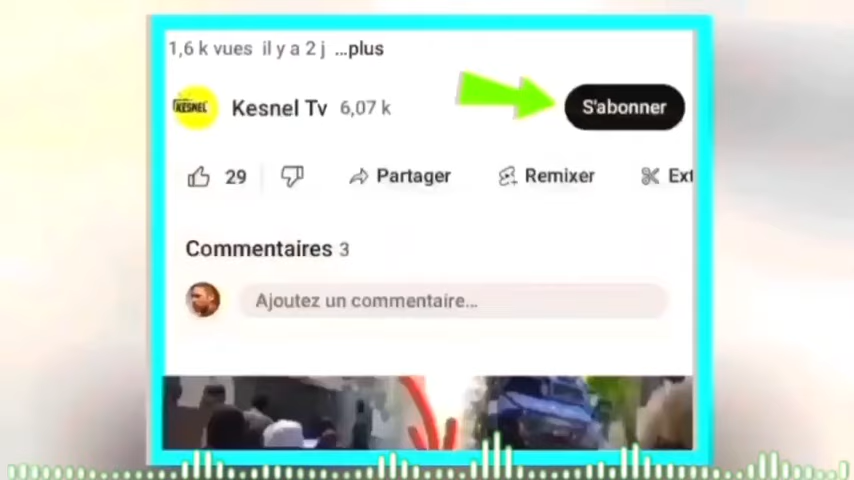 1,6 k vues il y a 2 j ...plus
KESNEL Kesnel Tv 6,07 k S'abonner
29 Partager Remixer Ext
Commentaires 3
Ajoutez un commentaire...